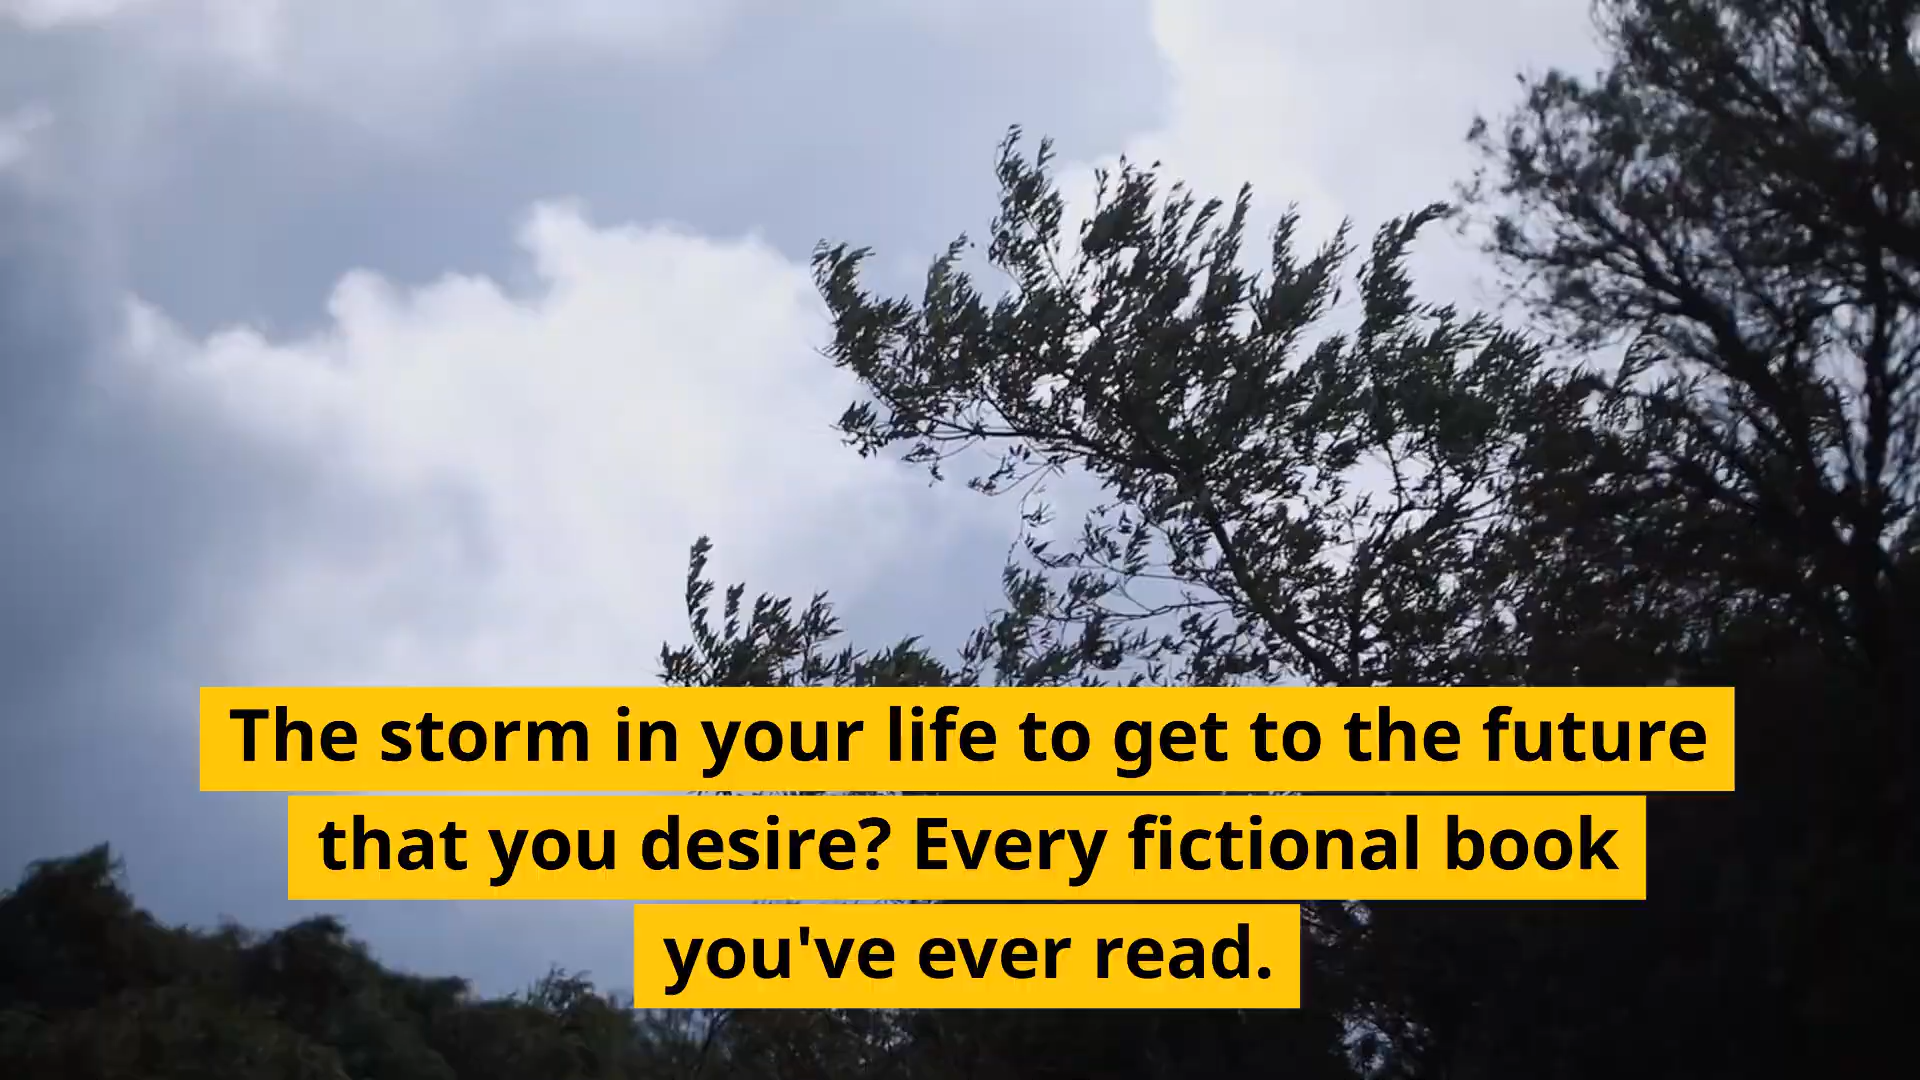 The storm in your life to get to the future
that you desire? Every fictional book
you've ever read.